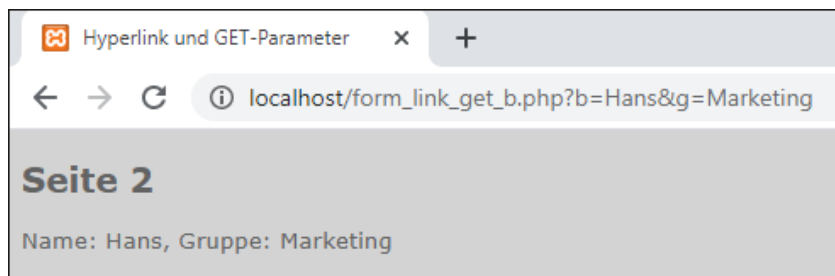 Hyperlink und GET-Parameter
localhost/form_link_get_b.php?b=Hans&g=Marketing
Seite 2
Name: Hans, Gruppe: Marketing